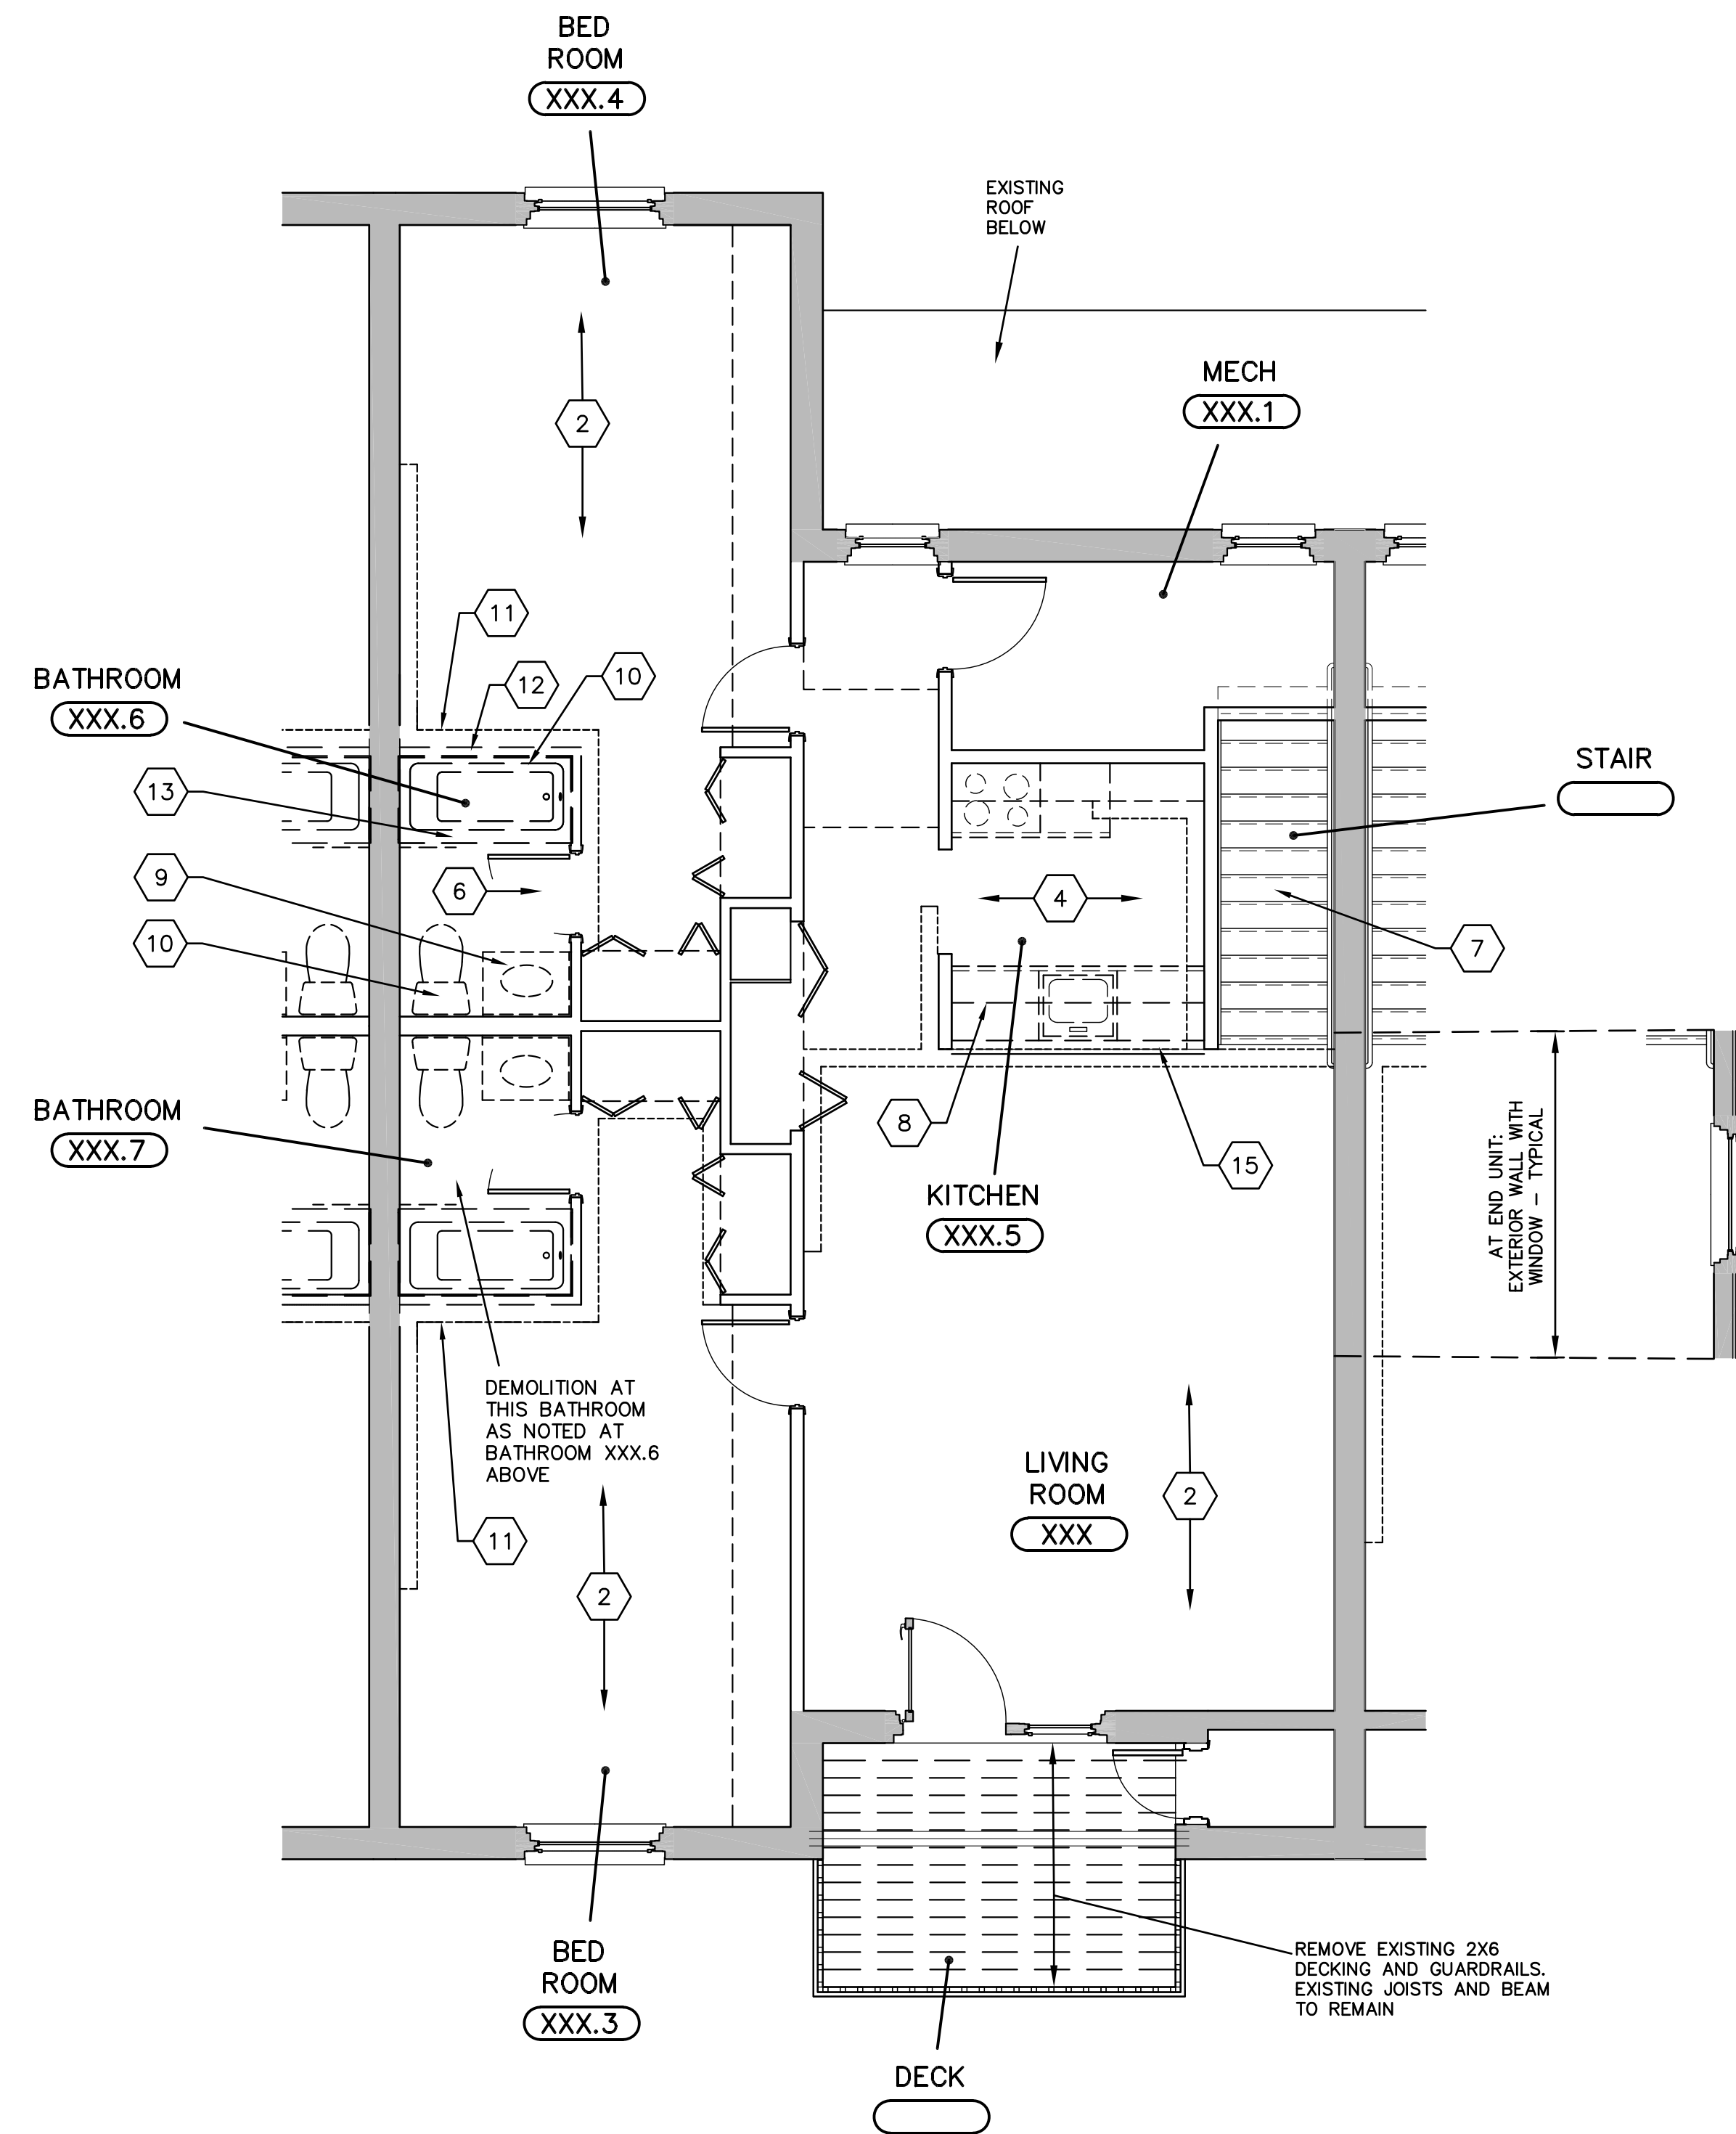 BED
ROOM
XXX.4
EXISTING
ROOF
BELOW
MECH
XXX.1
2
11
12
10
BATHROOM
XXX.6
13
9
10
6
4
STAIR
7
8
15
BATHROOM
XXX.7
KITCHEN
XXX.5
AT END UNIT:
EXTERIOR WALL WITH
WINDOW - TYPICAL
DEMOLITION AT
THIS BATHROOM
AS NOTED AT
BATHROOM XXX.6
ABOVE
11
2
LIVING
ROOM
XXX
2
BED
ROOM
XXX.3
REMOVE EXISTING 2X6
DECKING AND GUARDRAILS.
EXISTING JOISTS AND BEAM
TO REMAIN
DECK